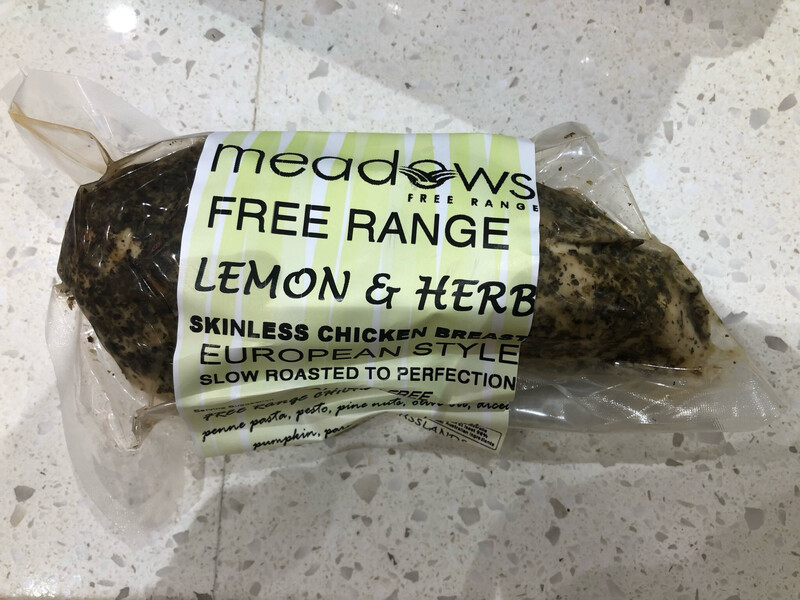 meadows
FREE RANGE
FREE RANGE
LEMON & HERB
SKINLESS CHICKEN BREAST
EUROPEAN STYLE
SLOW ROASTED TO PERFECTION
penne pasta, pesto, pine nuts,
pumpkin,